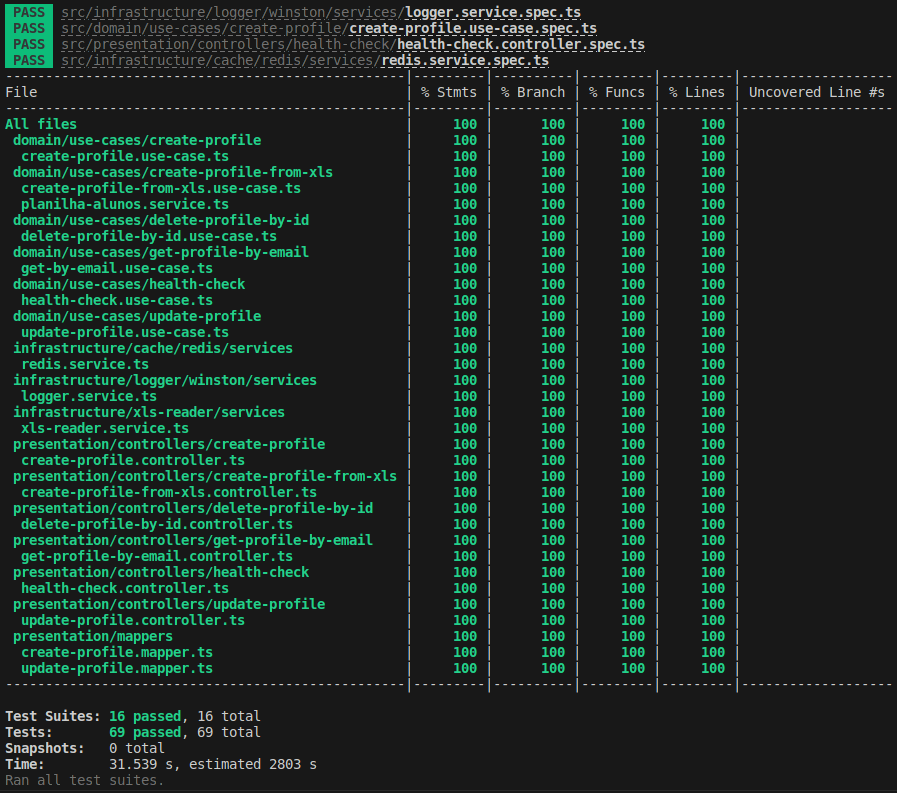 PASS src/infrastructure/logger/winston/services/logger.service.spec.ts
PASS src/domain/use-cases/create-profile/create-profile.use-case.spec.ts
PASS src/presentation/controllers/health-check/health-check.controller.spec.ts
PASS src/infrastructure/cache/redis/services/redis.service.spec.ts
--------------------------------------------------|---------|----------|---------|---------|-------------------
File | % Stmts | % Branch | % Funcs | % Lines | Uncovered Line #s
--------------------------------------------------|---------|----------|---------|---------|-------------------
All files | 100 | 100 | 100 | 100 |
domain/use-cases/create-profile | 100 | 100 | 100 | 100 |
create-profile.use-case.ts | 100 | 100 | 100 | 100 |
domain/use-cases/create-profile-from-xls | 100 | 100 | 100 | 100 |
create-profile-from-xls.use-case.ts | 100 | 100 | 100 | 100 |
planilha-alunos.service.ts | 100 | 100 | 100 | 100 |
domain/use-cases/delete-profile-by-id | 100 | 100 | 100 | 100 |
delete-profile-by-id.use-case.ts | 100 | 100 | 100 | 100 |
domain/use-cases/get-profile-by-email | 100 | 100 | 100 | 100 |
get-by-email.use-case.ts | 100 | 100 | 100 | 100 |
domain/use-cases/health-check | 100 | 100 | 100 | 100 |
health-check.use-case.ts | 100 | 100 | 100 | 100 |
domain/use-cases/update-profile | 100 | 100 | 100 | 100 |
update-profile.use-case.ts | 100 | 100 | 100 | 100 |
infrastructure/cache/redis/services | 100 | 100 | 100 | 100 |
redis.service.ts | 100 | 100 | 100 | 100 |
infrastructure/logger/winston/services | 100 | 100 | 100 | 100 |
logger.service.ts | 100 | 100 | 100 | 100 |
infrastructure/xls-reader/services | 100 | 100 | 100 | 100 |
xls-reader.service.ts | 100 | 100 | 100 | 100 |
presentation/controllers/create-profile | 100 | 100 | 100 | 100 |
create-profile.controller.ts | 100 | 100 | 100 | 100 |
presentation/controllers/create-profile-from-xls | 100 | 100 | 100 | 100 |
create-profile-from-xls.controller.ts | 100 | 100 | 100 | 100 |
presentation/controllers/delete-profile-by-id | 100 | 100 | 100 | 100 |
delete-profile-by-id.controller.ts | 100 | 100 | 100 | 100 |
presentation/controllers/get-profile-by-email | 100 | 100 | 100 | 100 |
get-profile-by-email.controller.ts | 100 | 100 | 100 | 100 |
presentation/controllers/health-check | 100 | 100 | 100 | 100 |
health-check.controller.ts | 100 | 100 | 100 | 100 |
presentation/controllers/update-profile | 100 | 100 | 100 | 100 |
update-profile.controller.ts | 100 | 100 | 100 | 100 |
presentation/mappers | 100 | 100 | 100 | 100 |
create-profile.mapper.ts | 100 | 100 | 100 | 100 |
update-profile.mapper.ts | 100 | 100 | 100 | 100 |
--------------------------------------------------|---------|----------|---------|---------|-------------------
Test Suites: 16 passed, 16 total
Tests: 69 passed, 69 total
Snapshots: 0 total
Time: 31.539 s, estimated 2803 s
Ran all test suites.